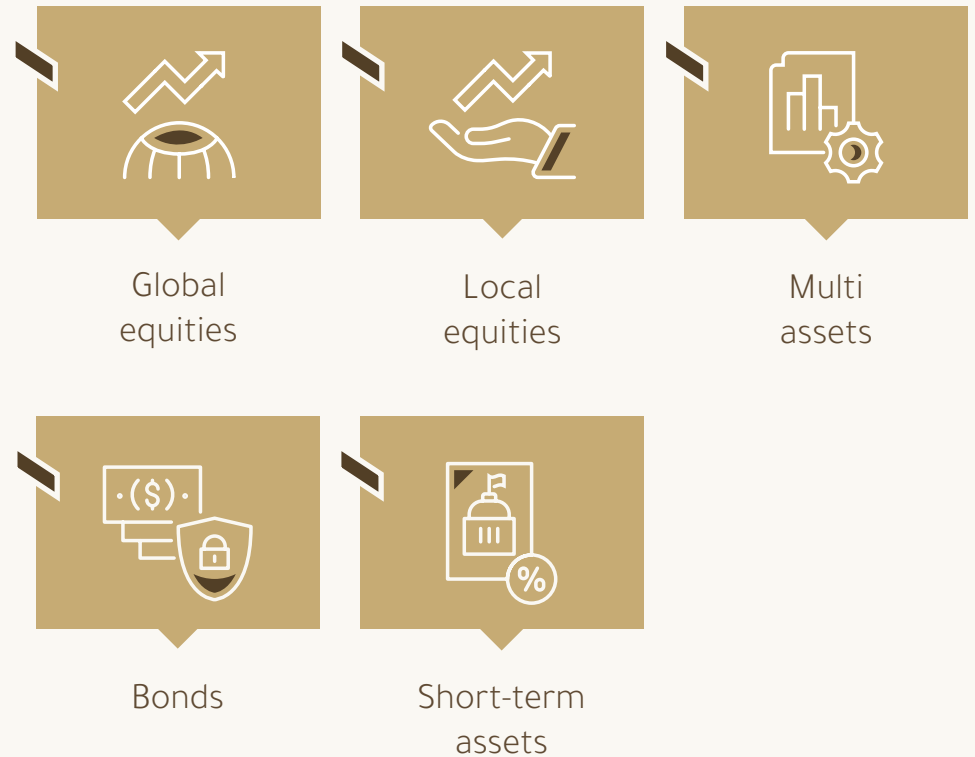 Global
equities
Local
equities
Multi
assets
($)
Bonds
%
Short-term
assets